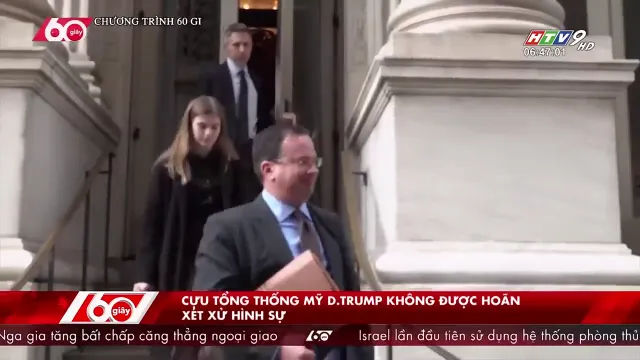 60 giây
CHƯƠNG TRÌNH 60 GI
HTV9 HD
06:47:01
60 giây
CỰU TỔNG THỐNG MỸ D.TRUMP KHÔNG ĐƯỢC HOÃN
XÉT XỬ HÌNH SỰ
Nga gia tăng bất chấp căng thẳng ngoại giao
60 giây
Israel lần đầu tiên sử dụng hệ thống phòng thủ